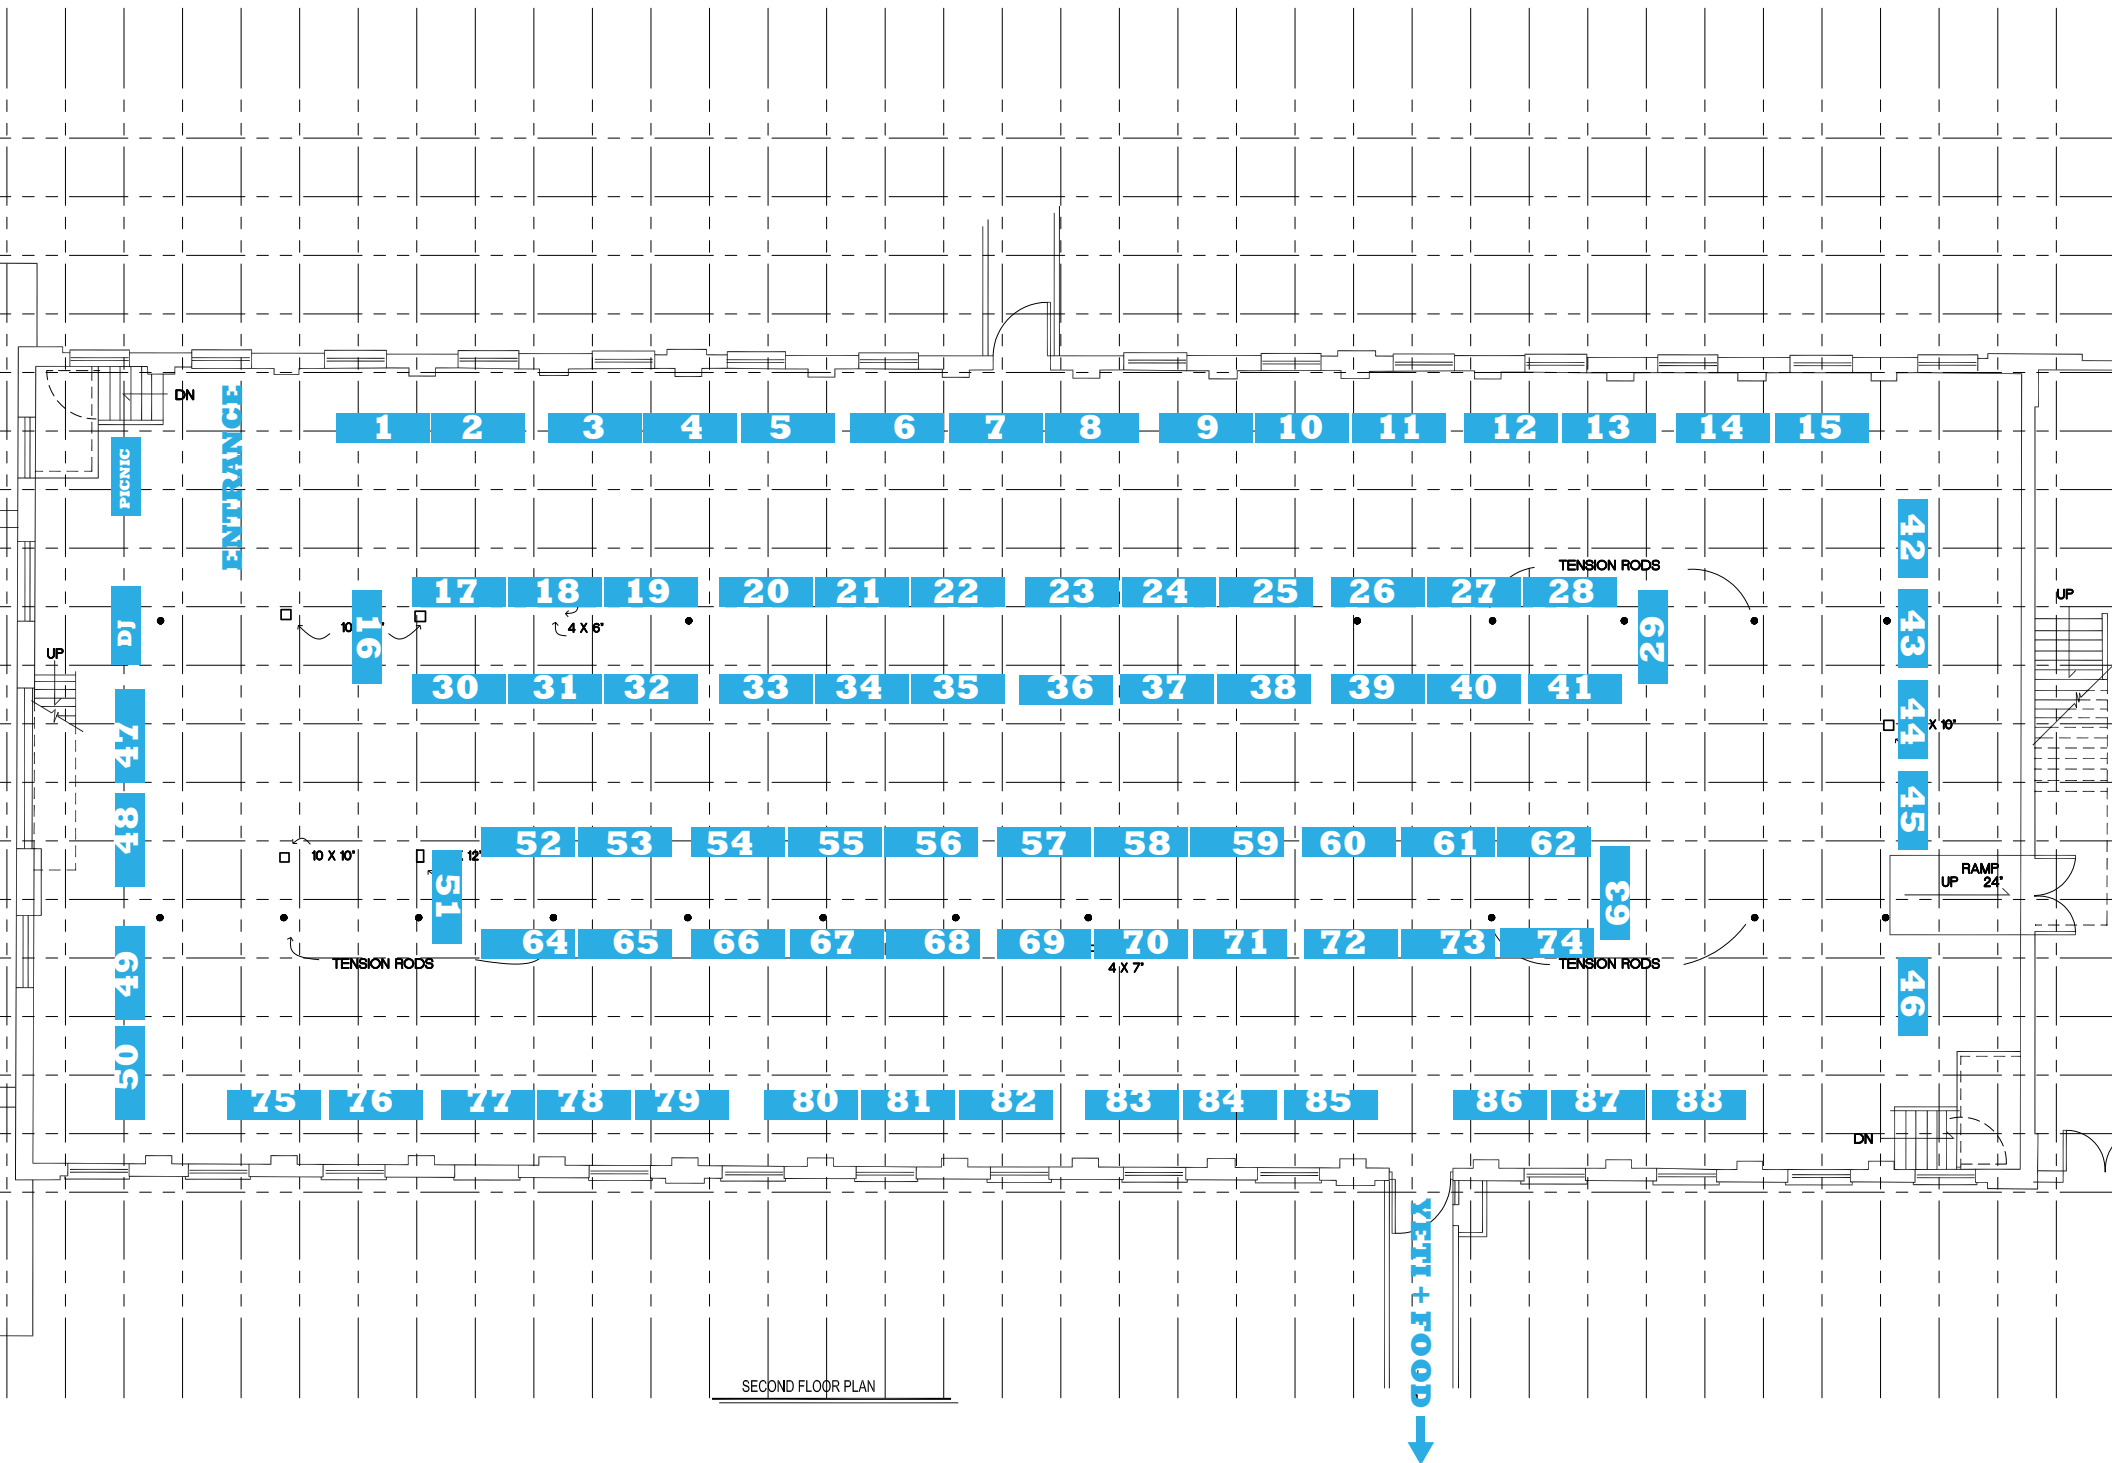 DN
ENTRANCE
1 2 3 4 5 6 7 8 9 10 11 12 13 14 15
PICNIC
42
TENSION RODS
17 18 19 20 21 22 23 24 25 26 27 28
UP
DJ
10
4 X 6"
16
29
43
UP
30 31 32 33 34 35 36 37 38 39 40 41
47
44
X 10"
48
45
52 53 54 55 56 57 58 59 60 61 62
10 X 10"
12"
51
39
RAMP
UP 24"
64 65 66 67 68 69 70 71 72 73 74
TENSION RODS
4 X 7"
TENSION RODS
49
46
50
75 76 77 78 79 80 81 82 83 84 85 86 87 88
DN
YETI + FOOD
SECOND FLOOR PLAN